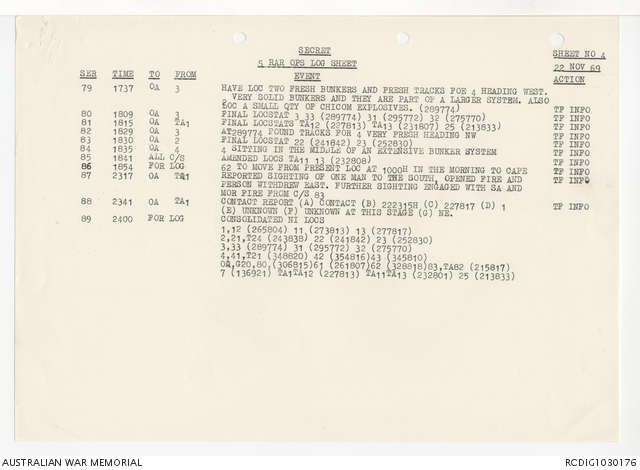 SECRET
5 RAR OPS LOG SHEET
SHEET NO 4
22 NOV 69
SER TIME TO FROM EVENT ACTION
79 1737 OA 3 HAVE LOC TWO FRESH BUNKERS AND FRESH TRACKS FOR 4 HEADING WEST.
VERY SOLID BUNKERS AND THEY ARE PART OF A LARGER SYSTEM. ALSO
LOC A SMALL QTY OF CHICOM EXPLOSIVES. (289774) TF INFO
80 1809 OA 3 FINAL LOCSTAT 3,33 (289774) 31 (295772) 32 (275770) TF INFO
81 1815 OA TA1 FINAL LOCSTATS TA12 (227813) TA13 (231807) 25 (213833) TF INFO
82 1829 OA 3 AT289774 FOUND TRACKS FOR 4 VERY FRESH HEADING NW TF INFO
83 1830 OA 2 FINAL LOCSTAT 22 (241842) 23 (252830) TF INFO
84 1835 OA 4 4 SITTING IN THE MIDDLE OF AN EXTENSIVE BUNKER SYSTEM TF INFO
85 1841 ALL C/S AMENDED LOCS TA11 13 (232808) TF INFO
86 1854 FOR LOG 62 TO MOVE FROM PRESENT LOC AT 1000H IN THE MORNING TO CAPE TF INFO
87 2317 OA TA1 REPORTED SIGHTING OF ONE MAN TO THE SOUTH, OPENED FIRE AND TF INFO
PERSON WITHDREW EAST. FURTHER SIGHTING ENGAGED WITH SA AND
MOR FIRE FROM C/S 83
88 2341 OA TA1 CONTACT REPORT (A) CONTACT (B) 222315H (C) 227817 (D) 1 TF INFO
(E) UNKNOWN (F) UNKNOWN AT THIS STAGE (G) NE.
89 2400 FOR LOG CONSOLIDATED NI LOCS
1,12 (265804) 11 (273813) 13 (277817)
2,21,T24 (243838) 22 (241842) 23 (252830)
3,33 (289774) 31 (295772) 32 (275770)
4,41,T21 (348820) 42 (354816)43 (345810)
OA,G20,80,(306815)61 (261807)62 (328818)83,TA82 (215817)
7 (136921) TA1TA12 (227813) TA11TA13 (232801) 25 (213833)
AUSTRALIAN WAR MEMORIAL
RCDIG1030176